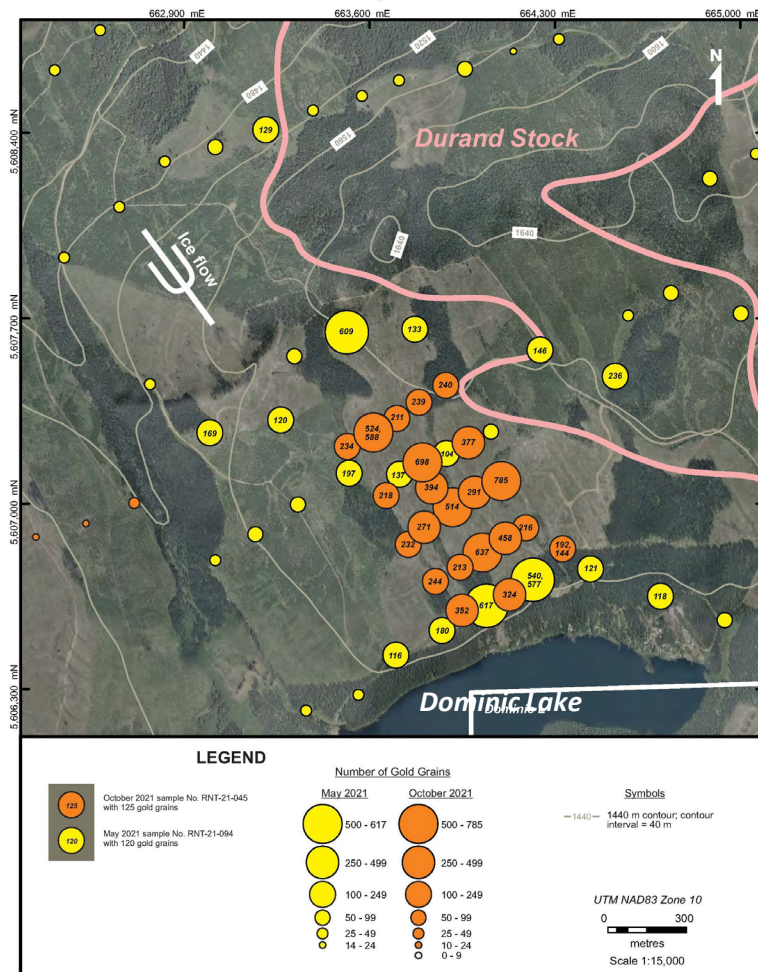 662,900 mE
663,600 mE
664,300 mE
665,000 mE
5,608,400 mN
5,607,700 mN
5,607,000 mN
5,606,300 mN
1440
1480
1520
1560
1600
1640
1640
N
Durand Stock
Ice flow
129
609
133
146
236
240
239
211
524, 588
234
120
169
197
137
698
104
377
785
218
394
514
291
271
232
216
458
637
192, 144
213
244
540, 577
121
118
324
617
352
180
116
Dominic Lake
LEGEND
125
October 2021 sample No. RNT-21-045
with 125 gold grains
120
May 2021 sample No. RNT-21-094
with 120 gold grains
Number of Gold Grains
May 2021
October 2021
500 - 617
500 - 785
250 - 499
250 - 499
100 - 249
100 - 249
50 - 99
50 - 99
25 - 49
25 - 49
14 - 24
10 - 24
0 - 9
Symbols
1440
1440 m contour; contour
interval = 40 m
UTM NAD83 Zone 10
0 300
metres
Scale 1:15,000